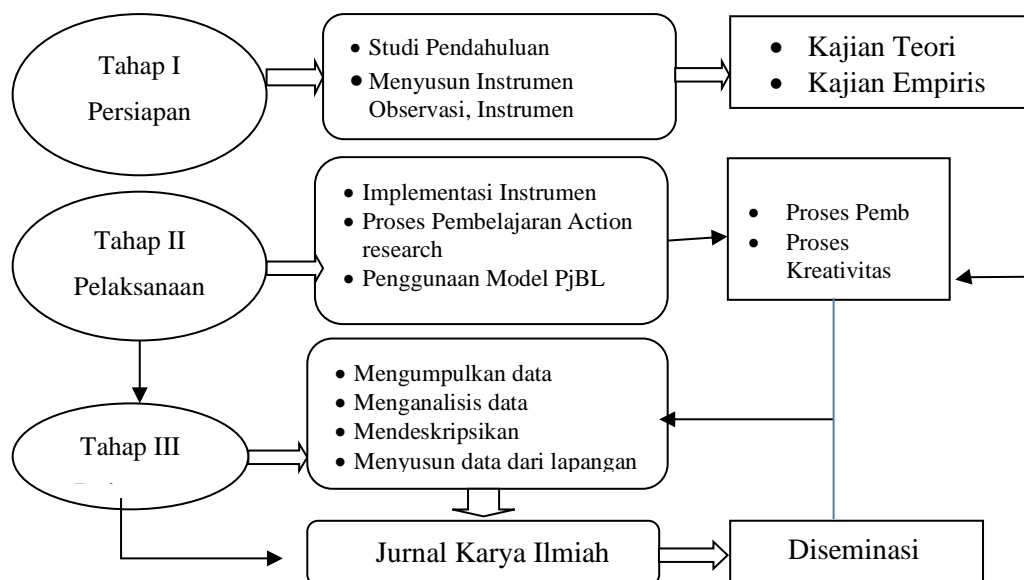 Tahap I
Persiapan
• Studi Pendahuluan
• Menyusun Instrumen
Observasi, Instrumen
• Kajian Teori
• Kajian Empiris
Tahap II
Pelaksanaan
• Implementasi Instrumen
• Proses Pembelajaran Action
research
• Penggunaan Model PjBL
• Proses Pemb
• Proses
Kreativitas
Tahap III
• Mengumpulkan data
• Menganalisis data
• Mendeskripsikan
• Menyusun data dari lapangan
Jurnal Karya Ilmiah
Diseminasi